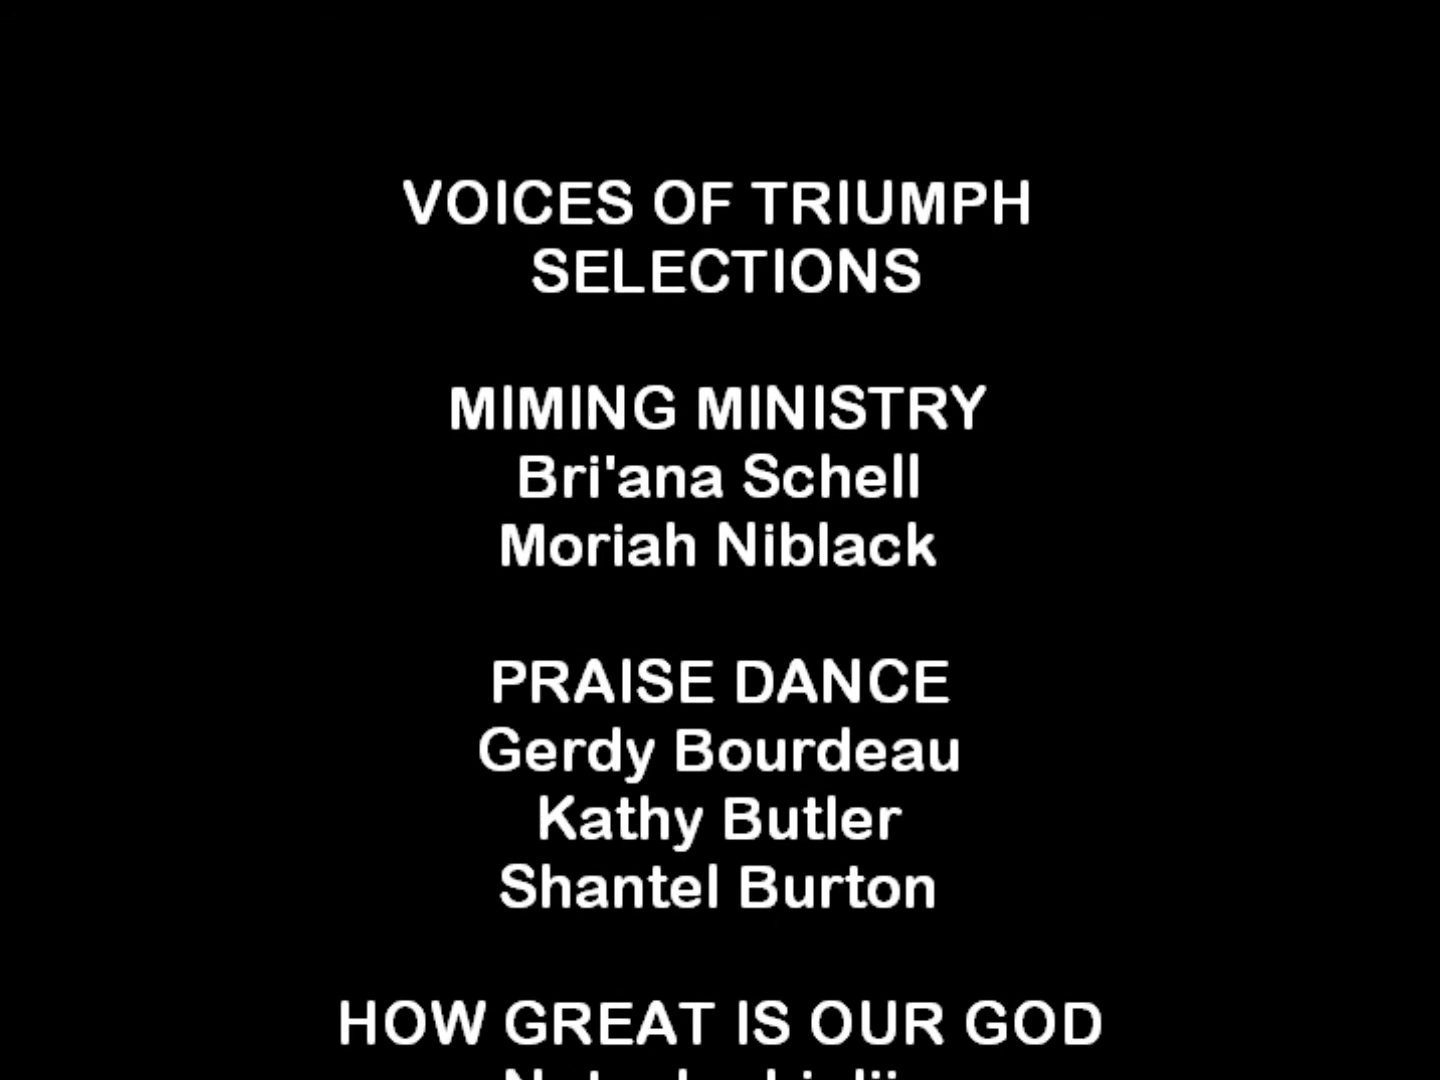 VOICES OF TRIUMPH
SELECTIONS
MIMING MINISTRY
Bri'ana Schell
Moriah Niblack
PRAISE DANCE
Gerdy Bourdeau
Kathy Butler
Shantel Burton
HOW GREAT IS OUR GOD